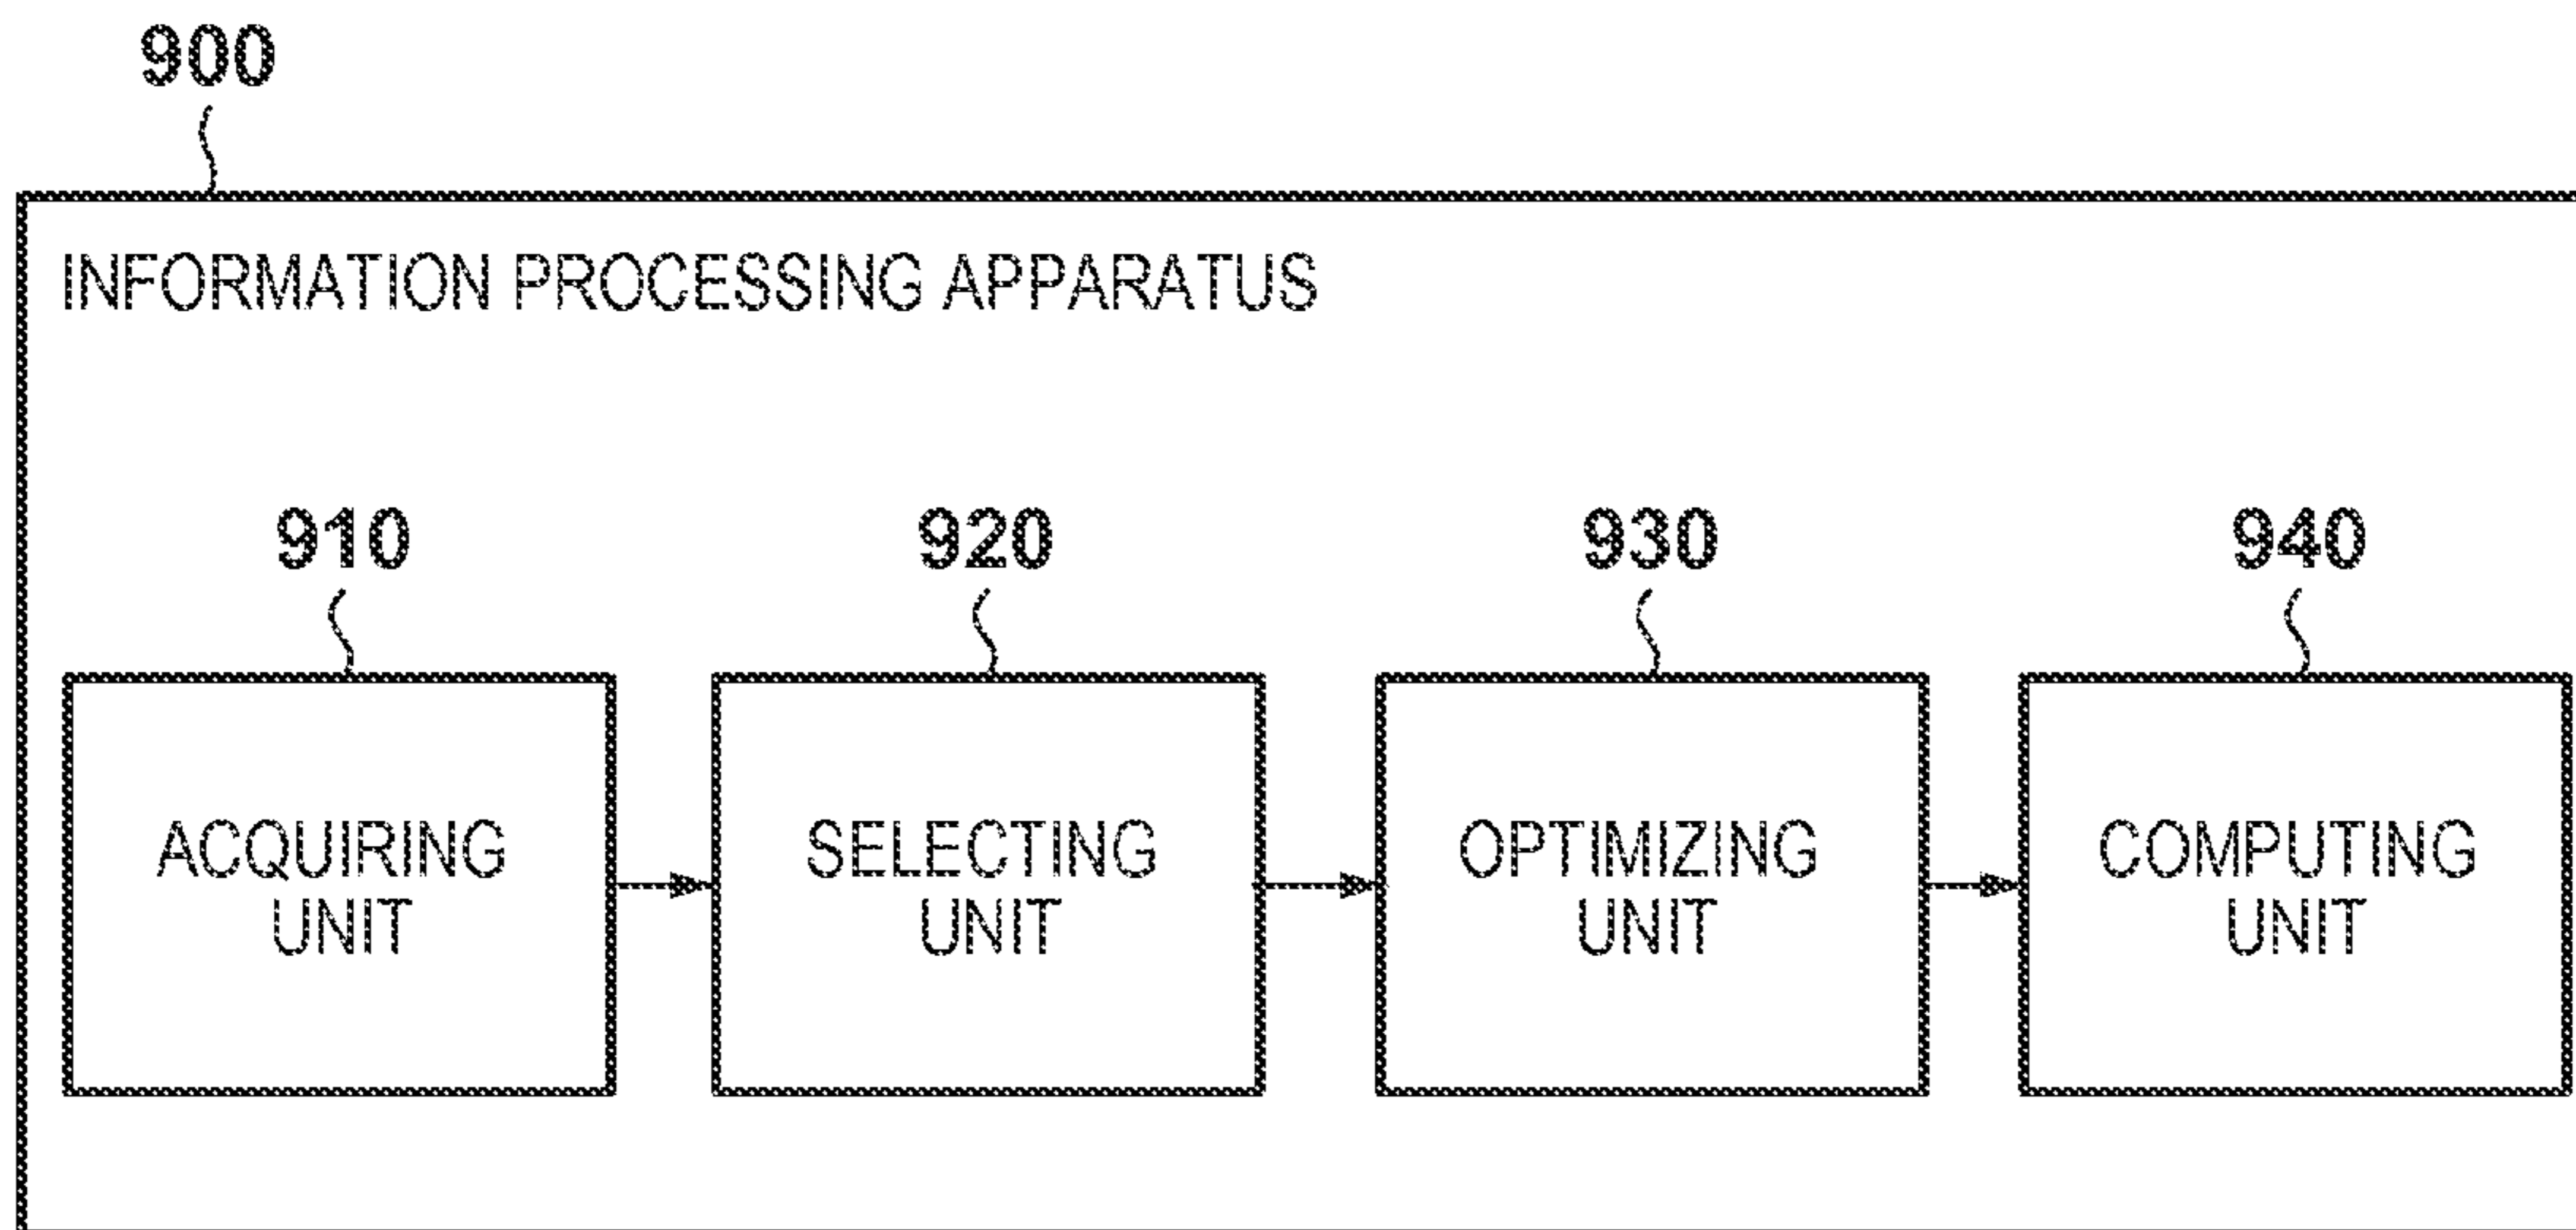 900
INFORMATION PROCESSING APPARATUS
910 920 930 940
ACQUIRING
UNIT
SELECTING
UNIT
OPTIMIZING
UNIT
COMPUTING
UNIT